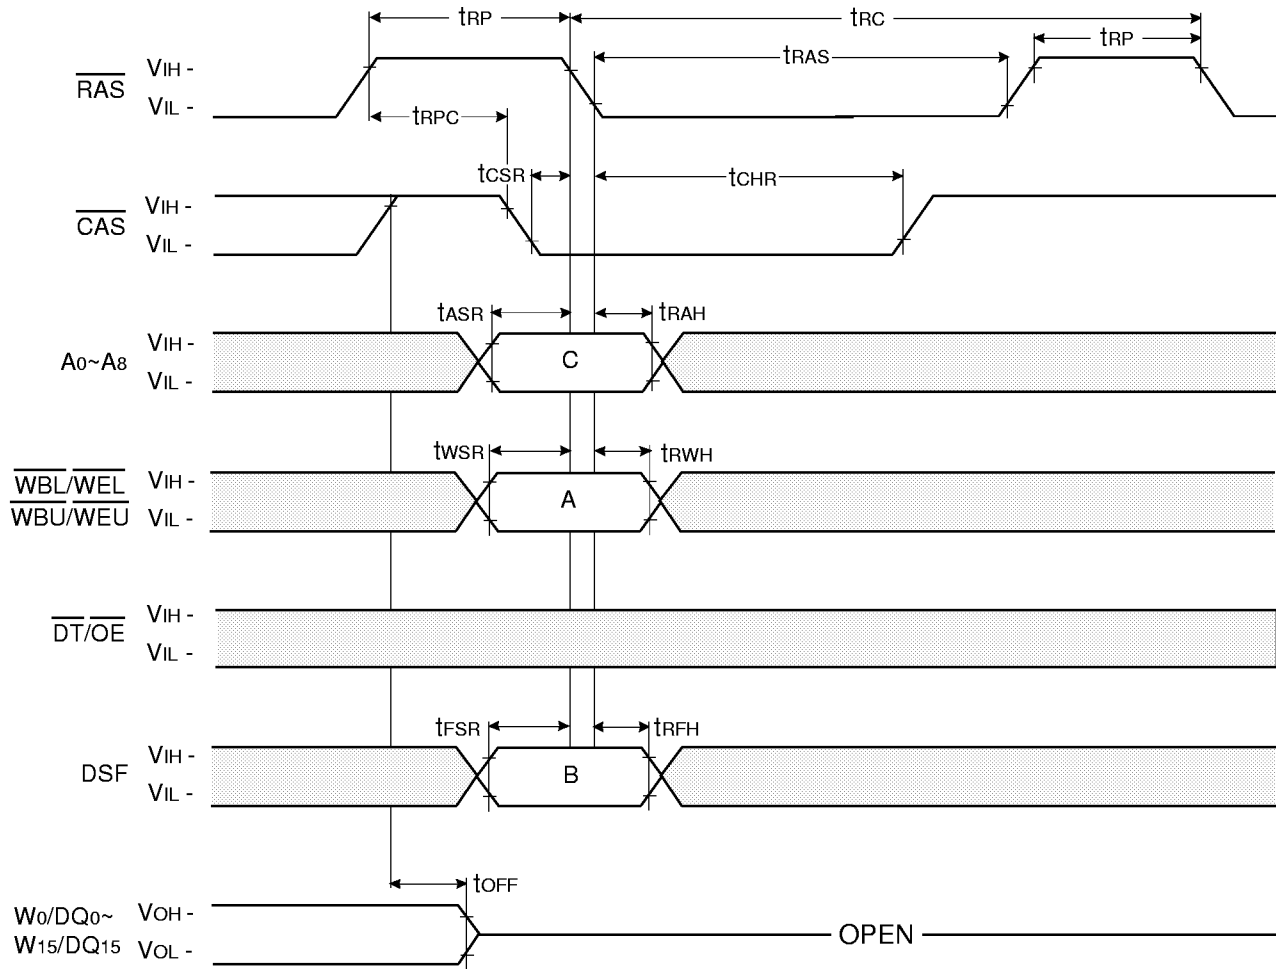 tRP
tRC
tRP
RAS
VIH -
VIL -
tRAS
tRPC
tCSR
tCHR
CAS
VIH -
VIL -
tASR
tRAH
A0~A8
VIH -
VIL -
C
tWSR
tRWH
WBL/WEL
WBU/WEU
VIH -
VIL -
A
DT/OE
VIH -
VIL -
tFSR
tRFH
DSF
VIH -
VIL -
B
tOFF
W0/DQ0~
W15/DQ15
VOH -
VOL -
OPEN